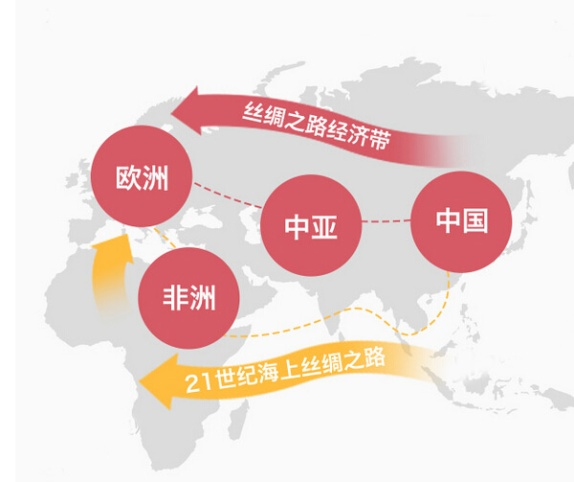 丝绸之路经济带
欧洲
中亚
中国
非洲
21世纪海上丝绸之路